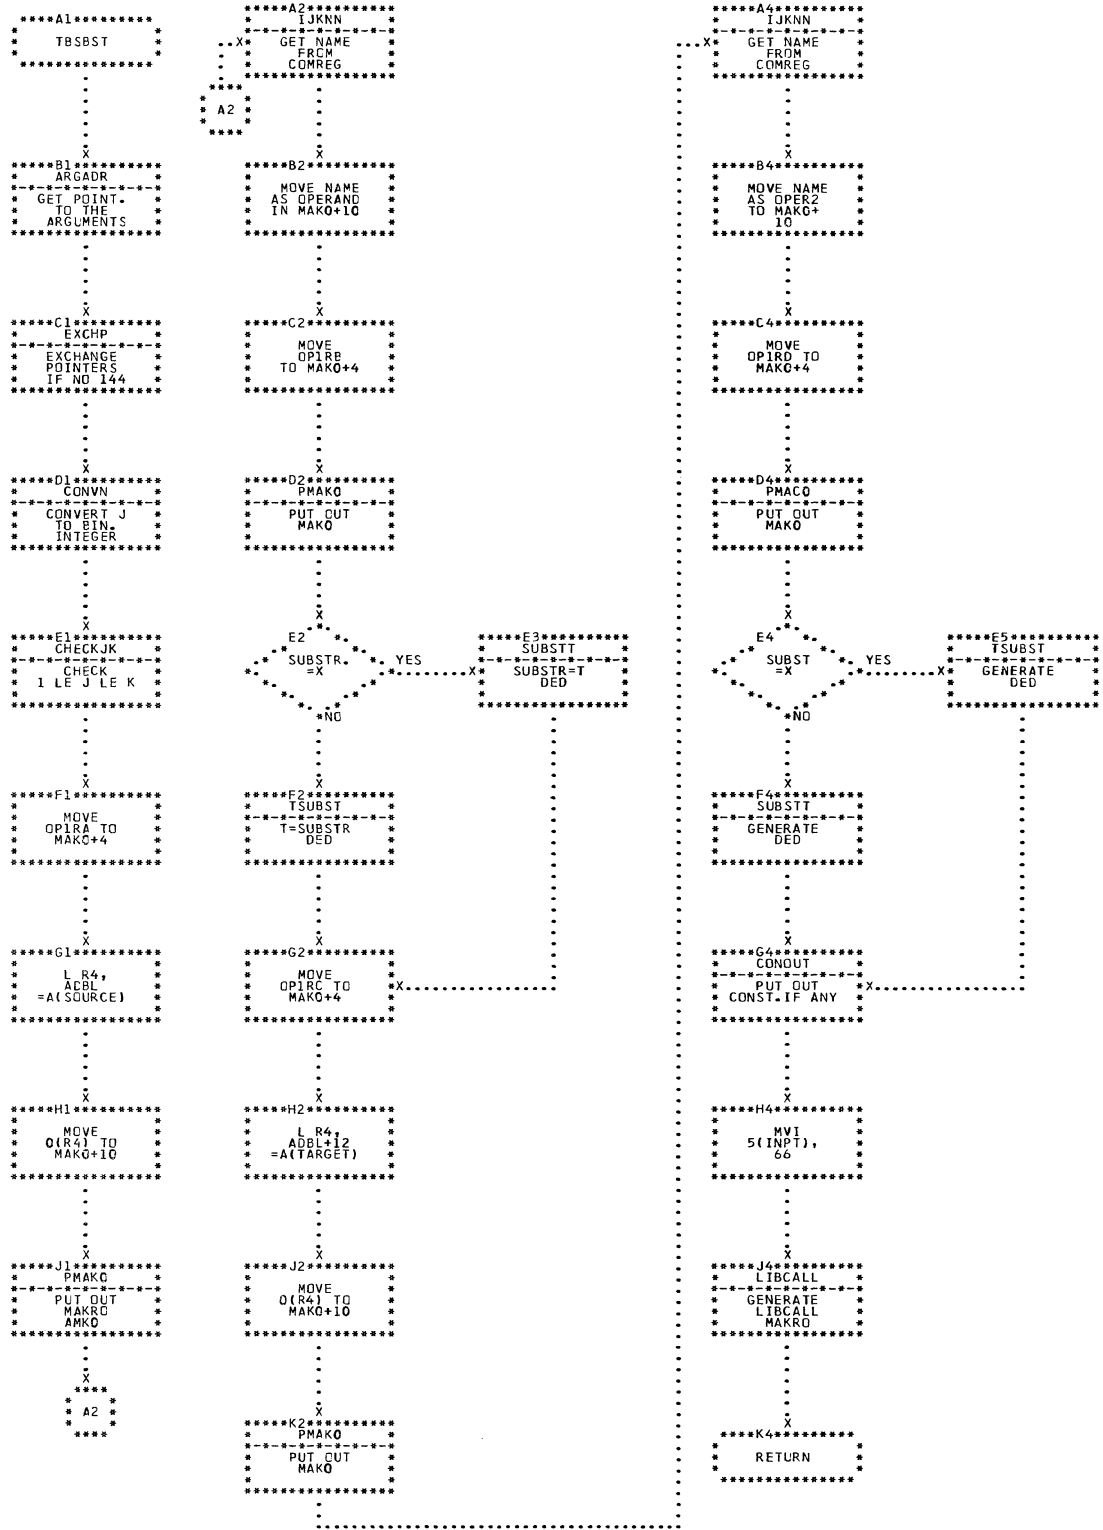 A1
TBSBST
B1
ARGADR
GET POINT.
TO THE
ARGUMENTS
C1
EXCHP
EXCHANGE
POINTERS
IF NO 144
D1
CONVN
CONVERT J
TO BIN.
INTEGER
E1
CHECKJK
CHECK
1 LE J LE K
F1
MOVE
OP1RA TO
MAKO+4
G1
L R4,
ADBL
=A(SOURCE)
H1
MOVE
0(R4) TO
MAKO+10
J1
PMAKO
PUT OUT
MAKRO
AMKO
A2
A2
IJKNN
GET NAME
FROM
COMREG
A2
B2
MOVE NAME
AS OPERAND
IN MAKO+10
C2
MOVE
OP1RB
TO MAKO+4
D2
PMAKO
PUT OUT
MAKO
E2
SUBSTR.
=X
YES
NO
E3
SUBSTT
SUBSTR=T
DED
F2
TSUBST
T=SUBSTR
DED
G2
MOVE
OP1RC TO
MAKO+4
H2
L R4,
ADBL+12
=A(TARGET)
J2
MOVE
0(R4) TO
MAKO+10
K2
PMAKO
PUT OUT
MAKO
A4
IJKNN
GET NAME
FROM
COMREG
B4
MOVE NAME
AS OPER2
TO MAKO+
10
C4
MOVE
OP1RD TO
MAKO+4
D4
PMACO
PUT OUT
MAKO
E4
SUBST
=X
YES
NO
E5
TSUBST
GENERATE
DED
F4
SUBSTT
GENERATE
DED
G4
CONOUT
PUT OUT
CONST.IF ANY
H4
MVI
5(INPT),
66
J4
LIBCALL
GENERATE
LIBCALL
MAKRO
K4
RETURN